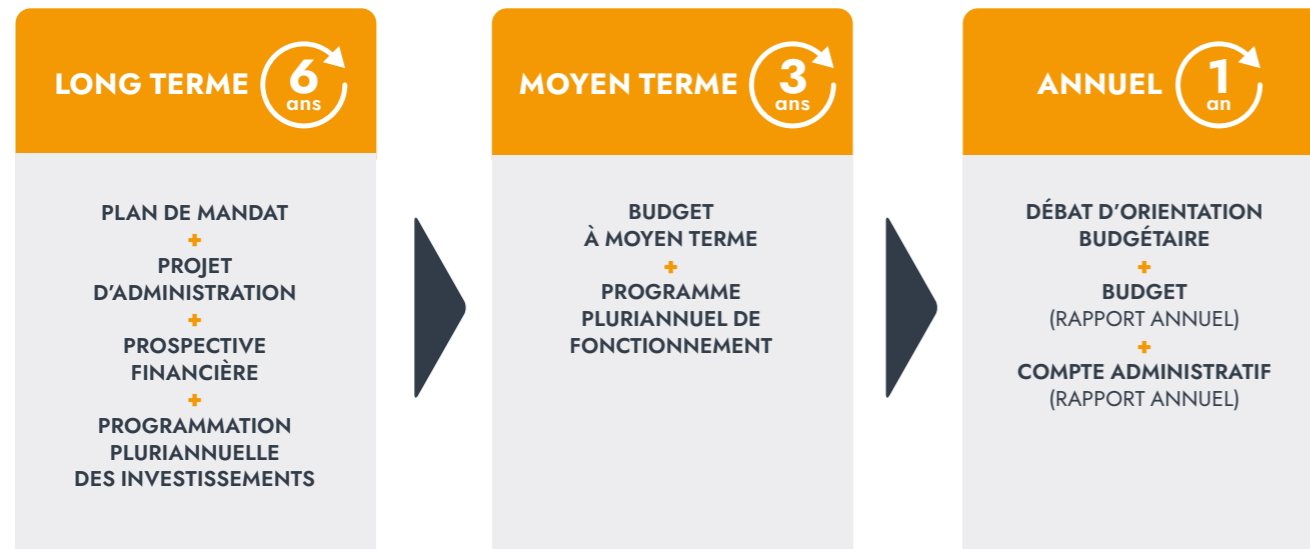 LONG TERME 6 ans
PLAN DE MANDAT
+
PROJET
D'ADMINISTRATION
+
PROSPECTIVE
FINANCIÈRE
+
PROGRAMMATION
PLURIANNUELLE
DES INVESTISSEMENTS
MOYEN TERME 3 ans
BUDGET
À MOYEN TERME
+
PROGRAMME
PLURIANNUEL DE
FONCTIONNEMENT
ANNUEL 1 an
DÉBAT D'ORIENTATION
BUDGÉTAIRE
+
BUDGET
(RAPPORT ANNUEL)
+
COMPTE ADMINISTRATIF
(RAPPORT ANNUEL)